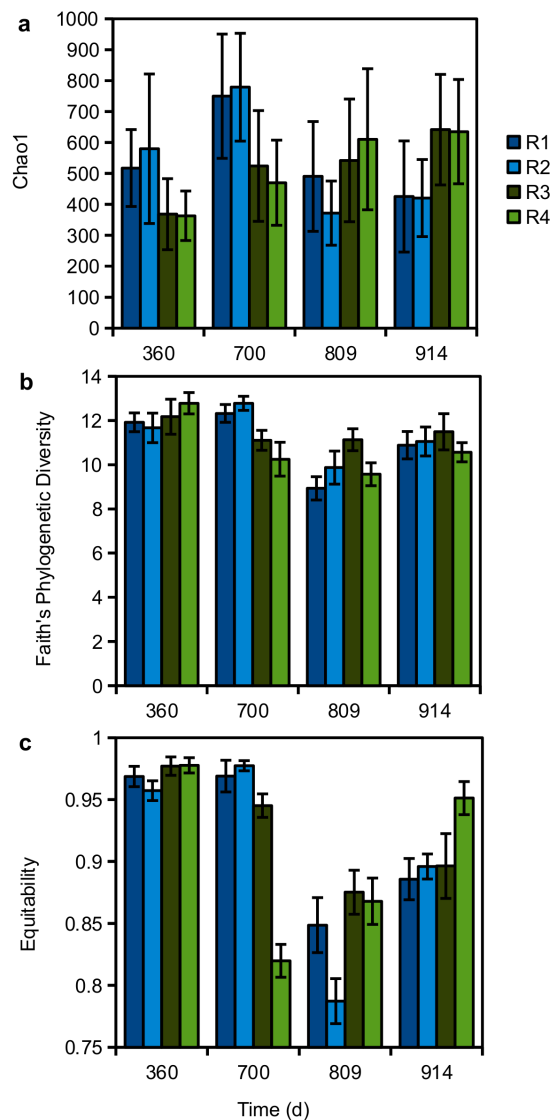 a
1000
900
800
700
600
500
400
300
200
100
0
Chao1
360 700 809 914
R1
R2
R3
R4
b
14
12
10
8
6
4
2
0
Faith's Phylogenetic Diversity
360 700 809 914
c
1
0.95
0.9
0.85
0.8
0.75
Equitability
360 700 809 914
Time (d)